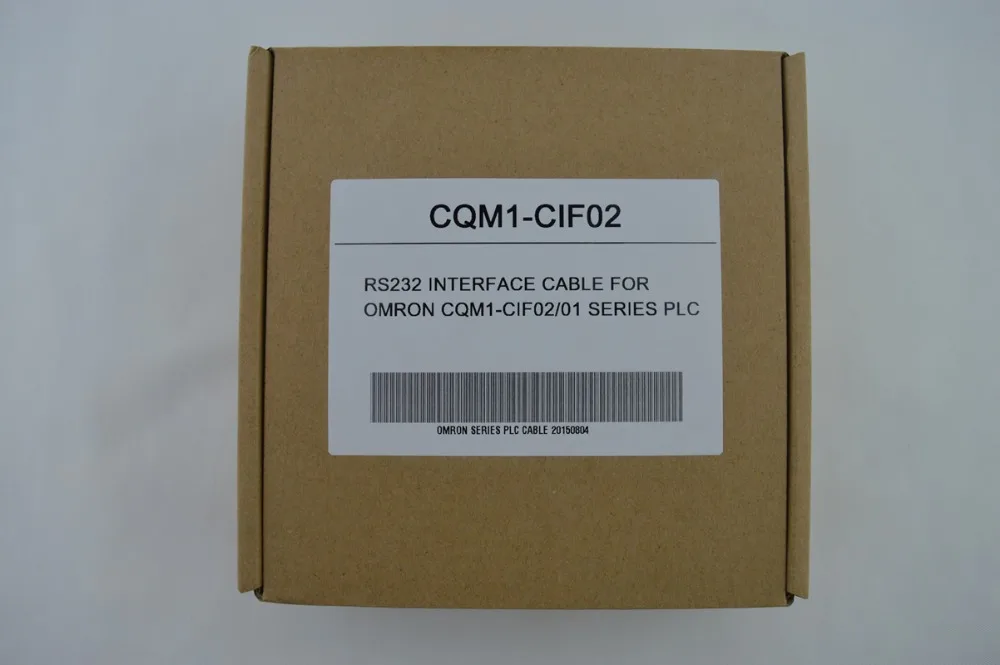 CQM1-CIF02
RS232 INTERFACE CABLE FOR
OMRON CQM1-CIF02/01 SERIES PLC
OMRON SERIES PLC CABLE 20150804